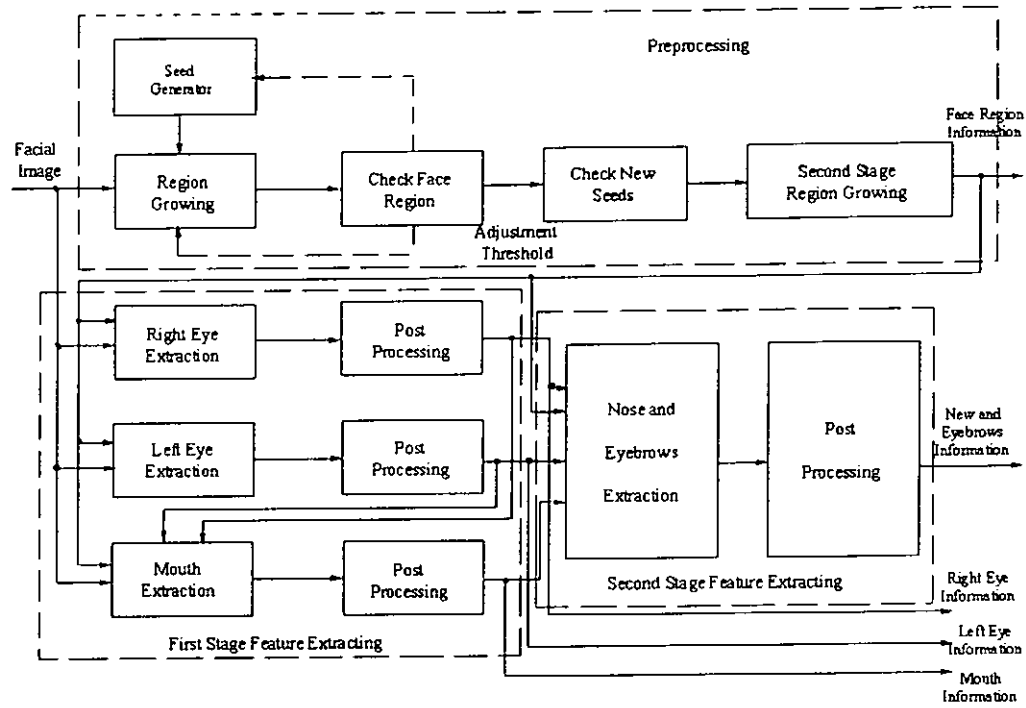 Preprocessing
Seed
Generator
Face Region
Information
Facial
Image
Region
Growing
Check Face
Region
Check New
Seeds
Second Stage
Region Growing
Adjustment
Threshold
Right Eye
Extraction
Post
Processing
Left Eye
Extraction
Post
Processing
Mouth
Extraction
Post
Processing
First Stage Feature Extracting
Nose and
Eyebrows
Extraction
Post
Processing
Second Stage Feature Extracting
New and
Eyebrows
Information
Right Eye
Information
Left Eye
Information
Mouth
Information